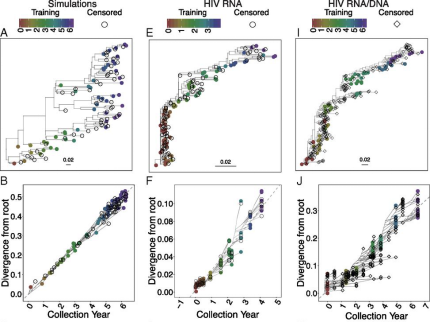 Simulations
HIV RNA
HIV RNA/DNA
Training Censored
Training Censored
Training Censored
0 1 2 3 4 5 6
0 1 2 3
0 1 2 3 4 5 6
A
E
I
0.02
0.02
0.02
B
F
J
Divergence from root
0.5
0.4
0.3
0.2
0.1
0.0
0 1 2 3 4 5 6
Collection Year
Divergence from root
0.10
0.08
0.06
0.04
0.02
0.00
-1 0 1 2 3 4 5
Collection Year
Divergence from root
0.3
0.2
0.1
0.0
0 1 2 3 4 5 6 7
Collection Year